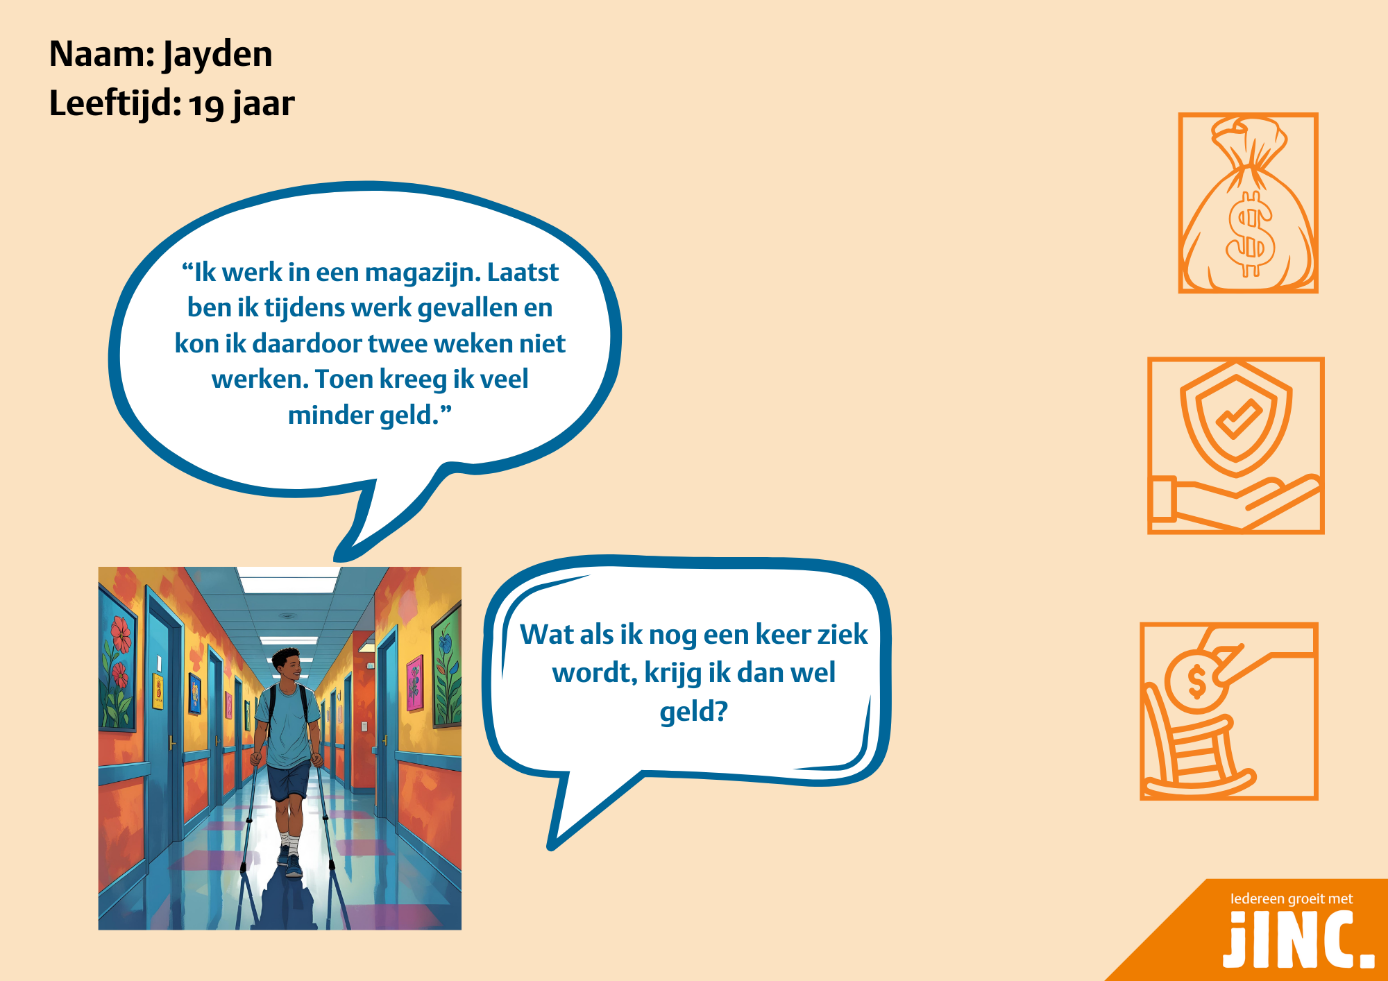 Naam: Jayden
Leeftijd: 19 jaar
“Ik werk in een magazijn. Laatst
ben ik tijdens werk gevallen en
kon ik daardoor twee weken niet
werken. Toen kreeg ik veel
minder geld.”
Wat als ik nog een keer ziek
wordt, krijg ik dan wel
geld?
$
$
Iedereen groeit met
jINC.